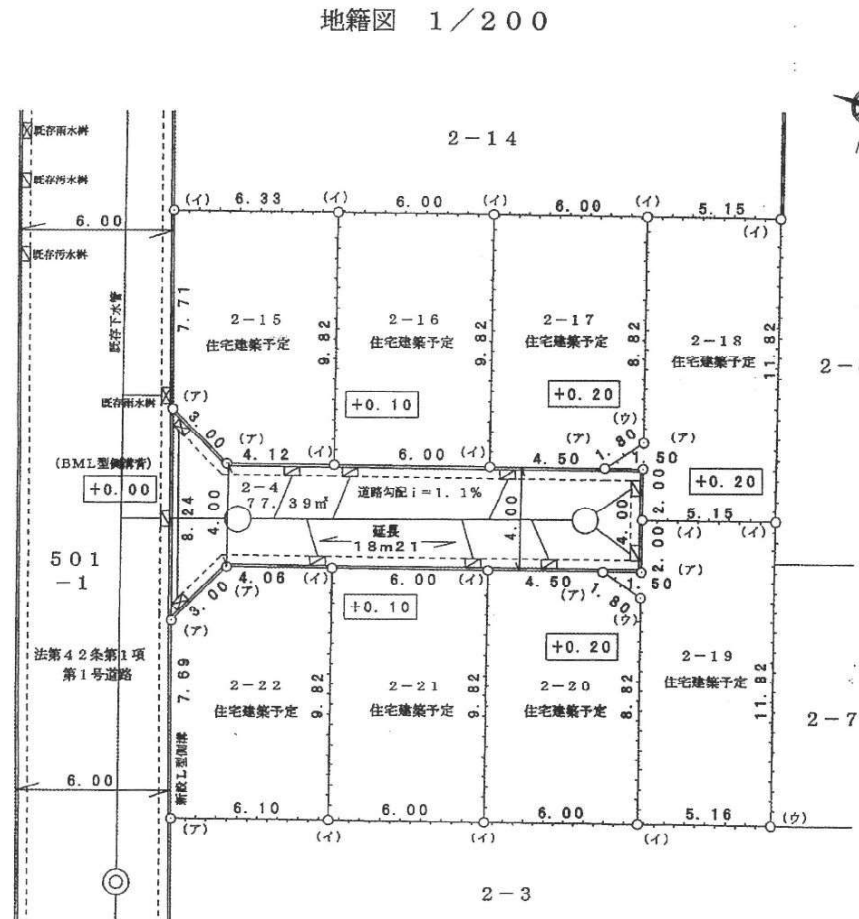 地籍図 1/200
2-14
既存雨水桝
既存汚水桝
6.00
既存汚水桝
既存下水管
(イ) 6.33 (イ) 6.00 (イ) 6.00 5.15 (イ)
7.71
2-15
住宅建築予定
9.82
2-16
住宅建築予定
9.82
2-17
住宅建築予定
8.82
2-18
住宅建築予定
11.82
+0.10
+0.20
既存雨水桝
(ア)
3.00
(ア)
4.12 (イ) 6.00 (イ) 4.50 (ア) 1.80 (ウ) 1.50 (ア)
(BML型側溝背)
+0.00
8.24
4.00
2-4
77.39㎡
道路勾配i=1.1%
4.00
4.00
2.00
+0.20
5.15
(イ) (イ)
延長
18m21
2.00
501
-1
3.00
(ア)
(ア)
4.06 (イ) 6.00 (イ) 4.50 (ア) 1.80 (ウ) 1.50 (ア)
+0.10
+0.20
法第42条第1項
第1号道路
7.69
2-22
住宅建築予定
9.82
2-21
住宅建築予定
9.82
2-20
住宅建築予定
8.82
2-19
住宅建築予定
11.82
2-7
新設L型側溝
6.00
(ア) 6.10 (イ) 6.00 (イ) 6.00 (イ) 5.16 (ウ)
2-3